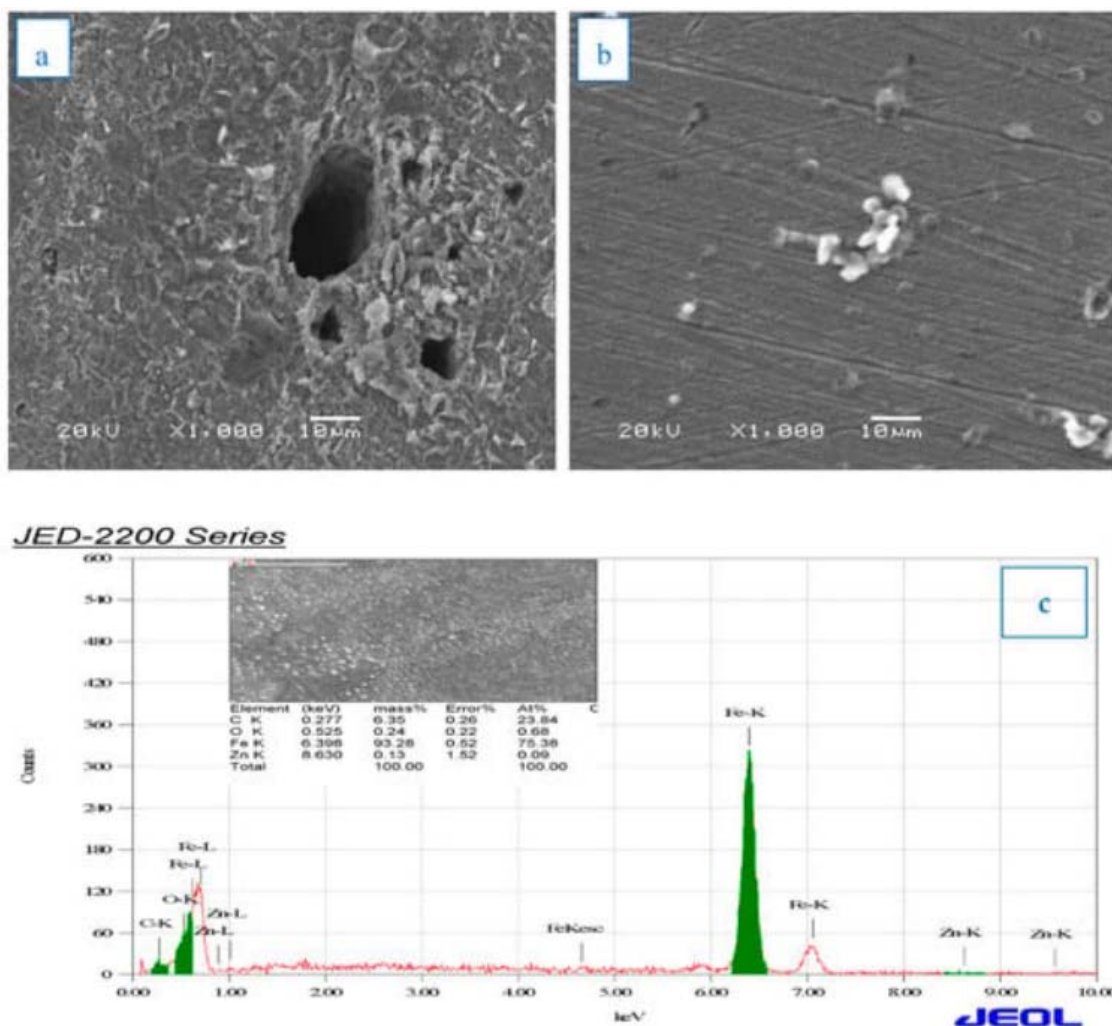 a
b
20kV X1,000 10μm
20kV X1,000 10μm
JED-2200 Series
c
600
540
480
420
360
300
240
180
120
60
0
Counts
Element (keV) mass% Error% At% C
C K 0.277 6.35 0.26 23.84
O K 0.525 0.24 0.22 0.68
Fe K 6.398 93.28 0.52 75.38
Zn K 8.630 0.13 1.52 0.09
Total 100.00 100.00
Fe-K
Fe-L
Fe-L
O-K
C-K
Zn-L
Zn-L
FeKesc
Fe-K
Zn-K
Zn-K
0.00 1.00 2.00 3.00 4.00 5.00 6.00 7.00 8.00 9.00 10.00
keV
JEOL